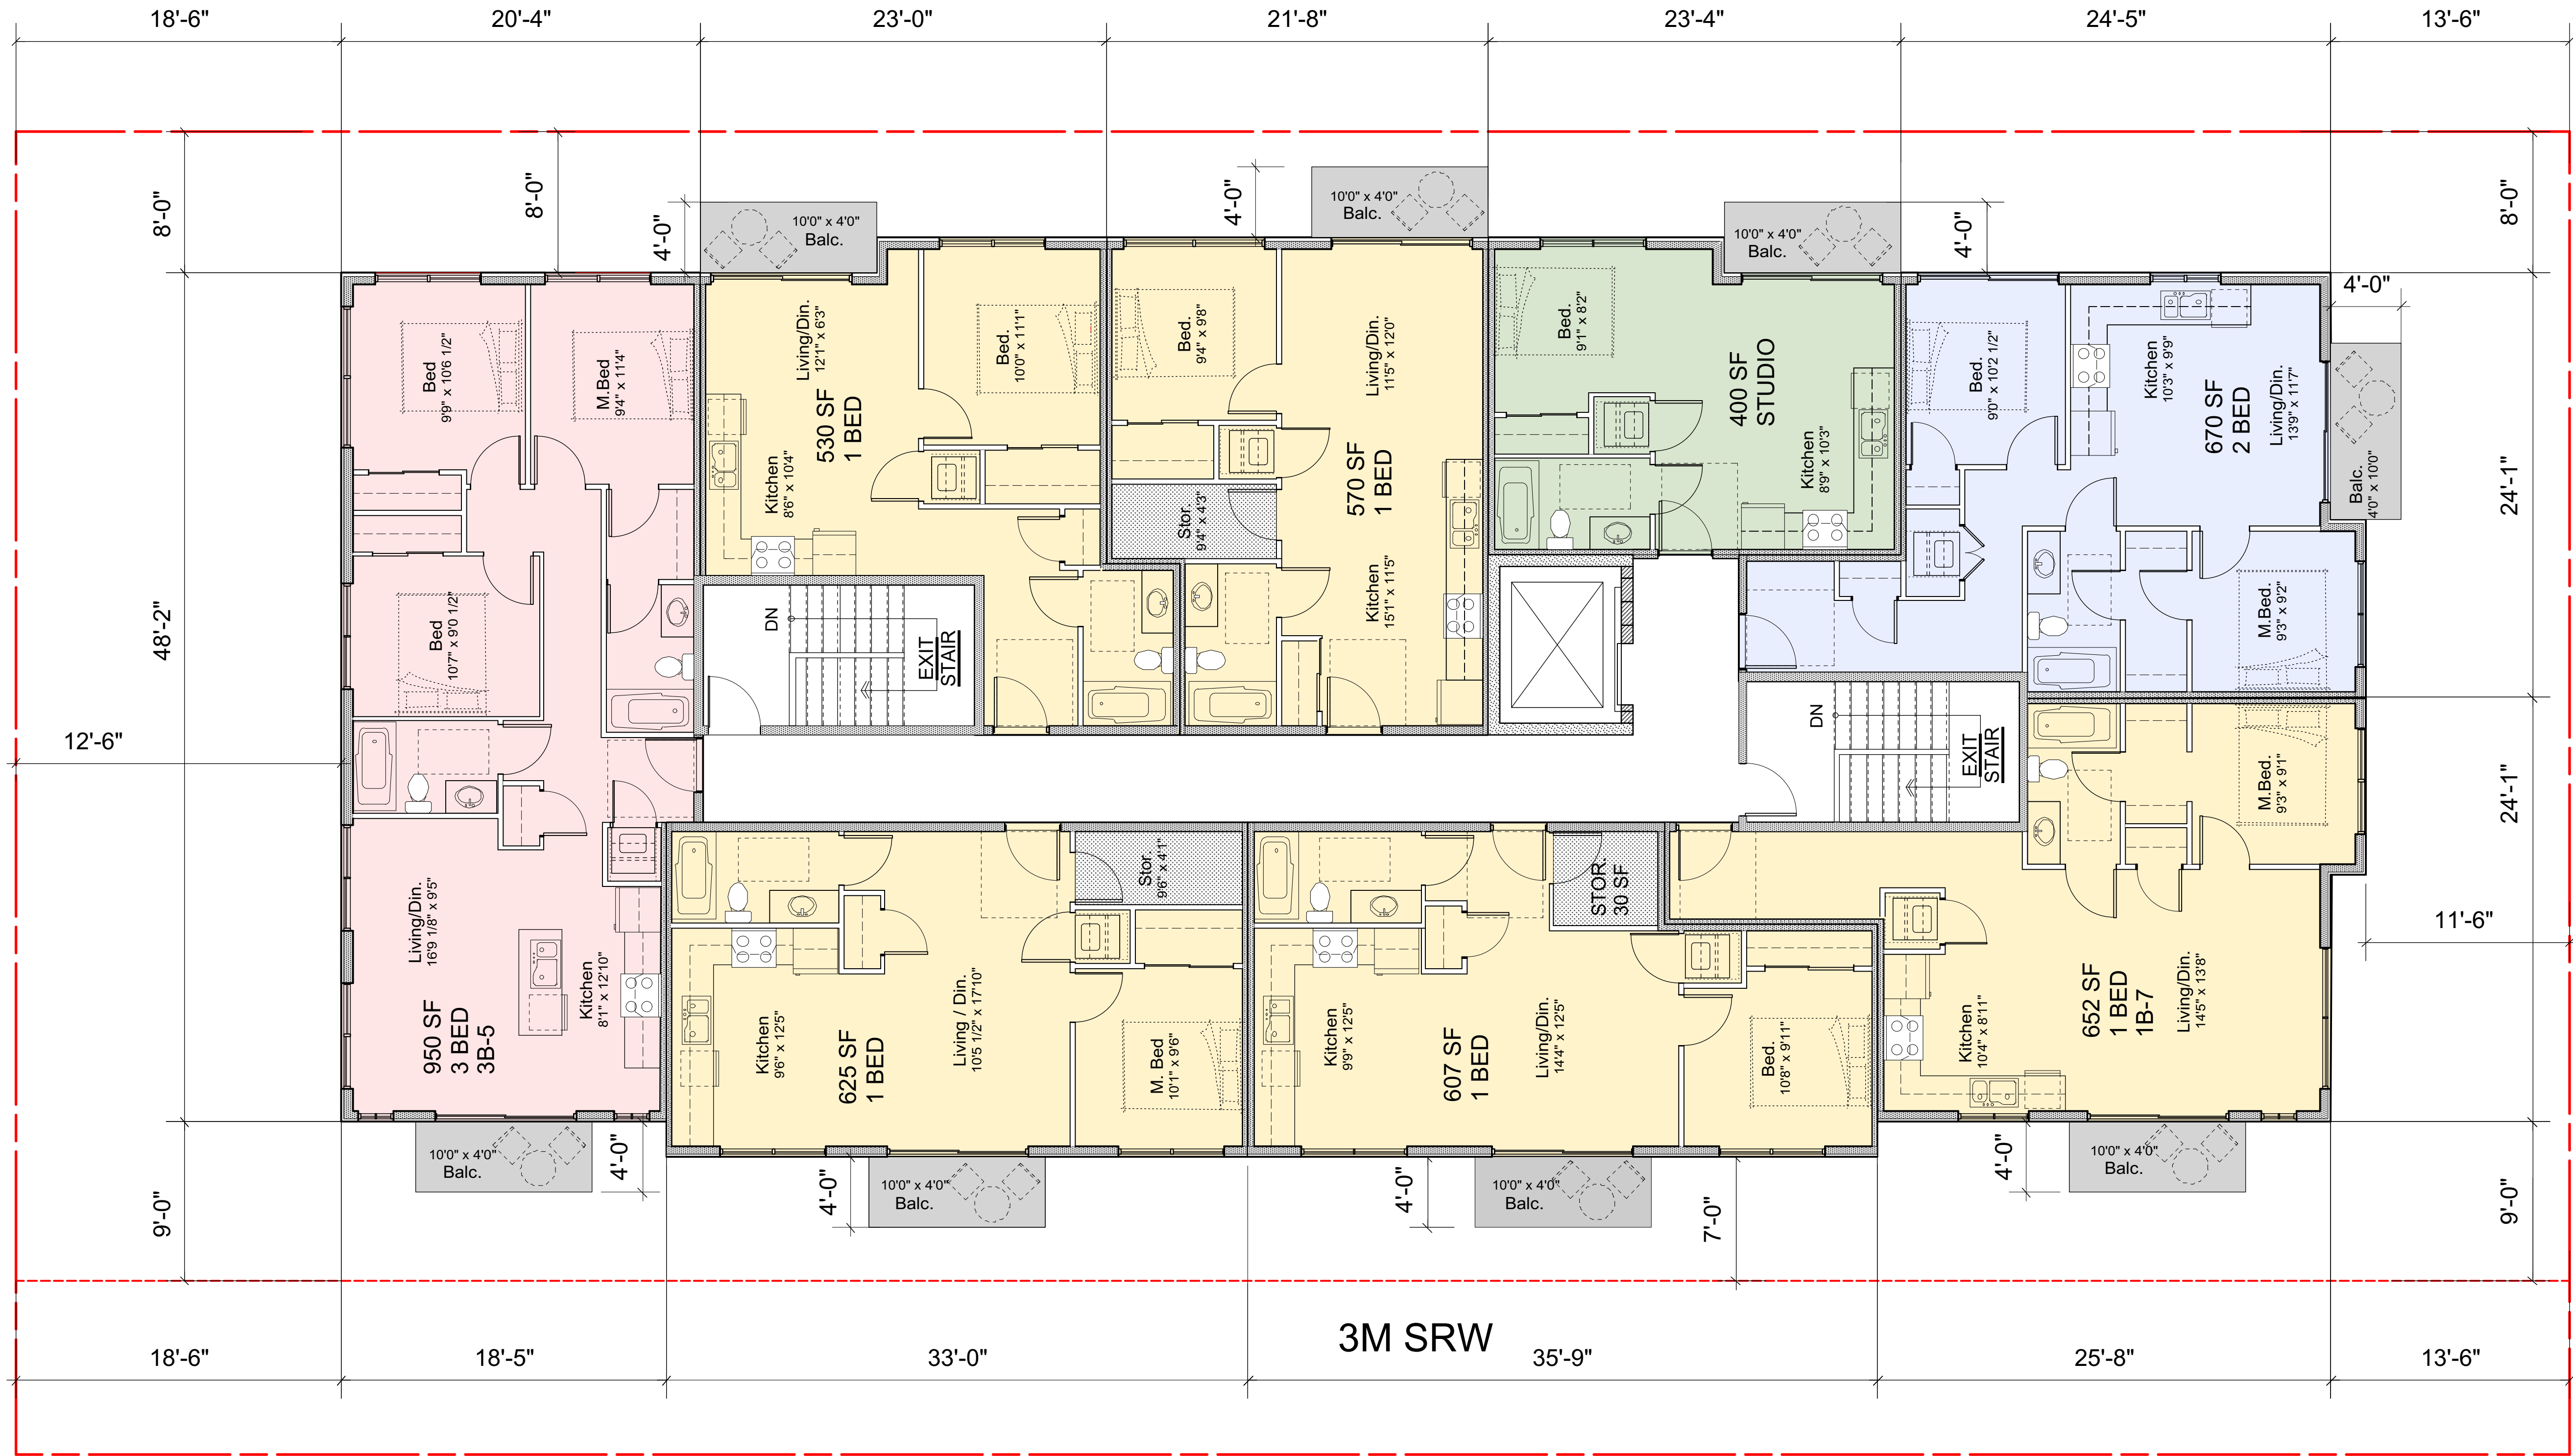 18'-6"
20'-4"
23'-0"
21'-8"
23'-4"
24'-5"
13'-6"
8'-0"
8'-0"
4'-0"
10'0" x 4'0"
Balc.
4'-0"
10'0" x 4'0"
Balc.
10'0" x 4'0"
Balc.
4'-0"
8'-0"
4'-0"
Bed
9'9" x 10'6 1/2"
M.Bed
9'4" x 11'4"
Living/Din.
12'1" x 6'3"
530 SF
1 BED
Kitchen
8'6" x 10'4"
Bed.
10'0" x 11'1"
Bed.
9'4" x 9'8"
Living/Din.
11'5" x 12'0"
570 SF
1 BED
Stor.
9'4" x 4'3"
Kitchen
15'1" x 11'5"
Bed.
9'1" x 8'2"
400 SF
STUDIO
Kitchen
8'9" x 10'3"
Bed.
9'0" x 10'2 1/2"
Kitchen
10'3" x 9'9"
670 SF
2 BED
Living/Din.
13'9" x 11'7"
Balc.
4'0" x 10'0"
24'-1"
48'-2"
Bed
10'7" x 9'0 1/2"
DN
EXIT
STAIR
M.Bed.
9'3" x 9'2"
12'-6"
DN
EXIT
STAIR
M.Bed.
9'3" x 9'1"
24'-1"
Living/Din.
16'9 1/8" x 9'5"
950 SF
3 BED
3B-5
Kitchen
8'1" x 12'10"
Stor.
9'6" x 4'1"
Kitchen
9'6" x 12'5"
625 SF
1 BED
Living / Din.
10'5 1/2" x 17'10"
M. Bed
10'1" x 9'6"
STOR.
30 SF
Kitchen
9'9" x 12'5"
607 SF
1 BED
Living/Din.
14'4" x 12'5"
Bed.
10'8" x 9'11"
Kitchen
10'4" x 8'11"
652 SF
1 BED
1B-7
Living/Din.
14'5" x 13'8"
11'-6"
9'-0"
10'0" x 4'0"
Balc.
4'-0"
4'-0"
10'0" x 4'0"
Balc.
4'-0"
10'0" x 4'0"
Balc.
7'-0"
4'-0"
10'0" x 4'0"
Balc.
9'-0"
3M SRW
18'-6"
18'-5"
33'-0"
35'-9"
25'-8"
13'-6"